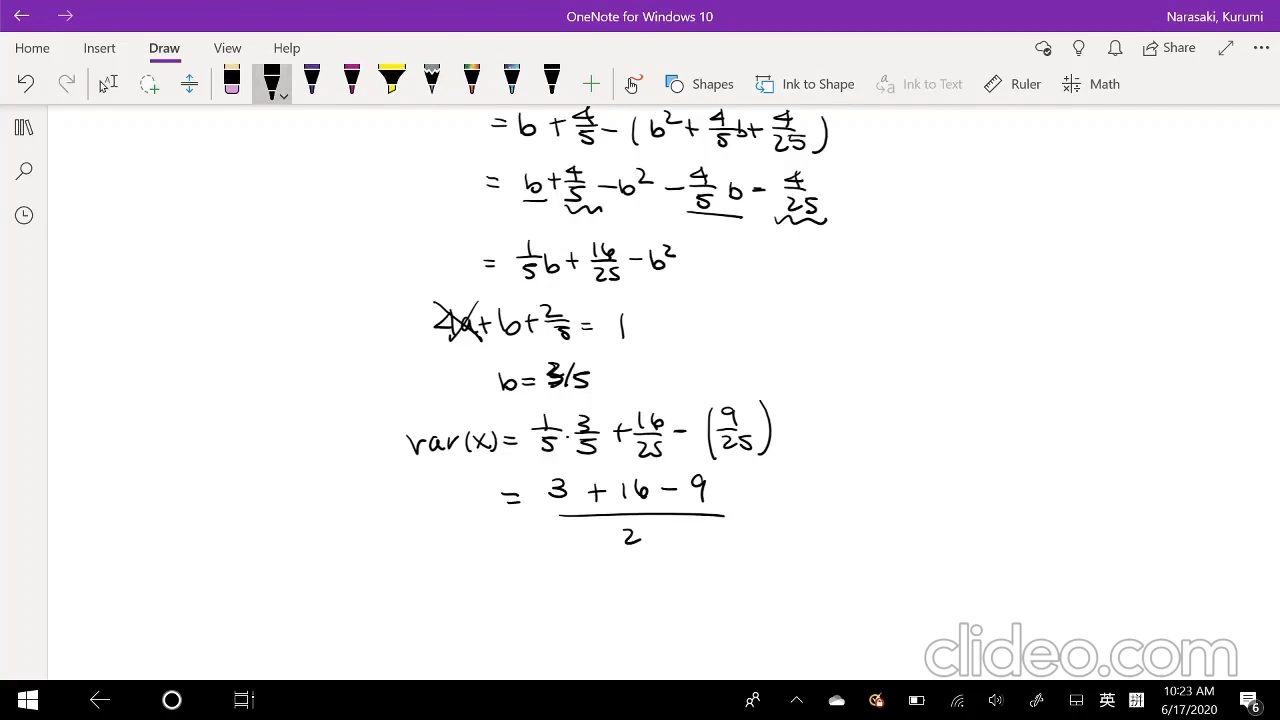 OneNote for Windows 10
Narasaki, Kurumi
Home Insert Draw View Help
Share
Shapes Ink to Shape Ink to Text Ruler Math
= b + 4/5 - (b² + 4/5 b + 4/25)
= b + 4/5 - b² - 4/5 b - 4/25
= 1/5 b + 16/25 - b²
4a + b + 2/5 = 1
b = 3/5
var(x) = 1/5 · 3/5 + 16/25 - (9/25)
= 3 + 16 - 9
2
clideo.com
英
拼
10:23 AM
6/17/2020
6